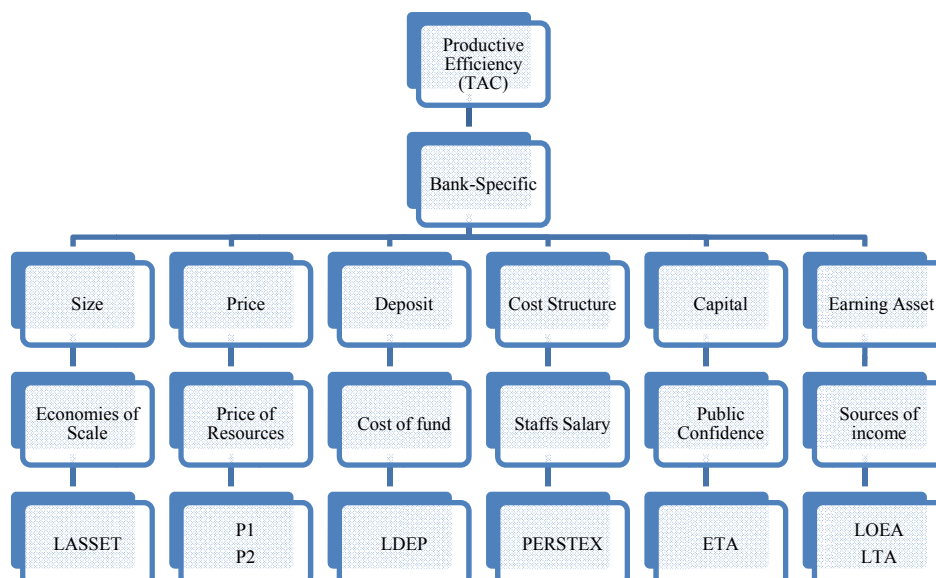 Productive
Efficiency
(TAC)
Bank-Specific
Size
Price
Deposit
Cost Structure
Capital
Earning Asset
Economies of
Scale
Price of
Resources
Cost of fund
Staffs Salary
Public
Confidence
Sources of
income
LASSET
P1
P2
LDEP
PERSTEX
ETA
LOEA
LTA